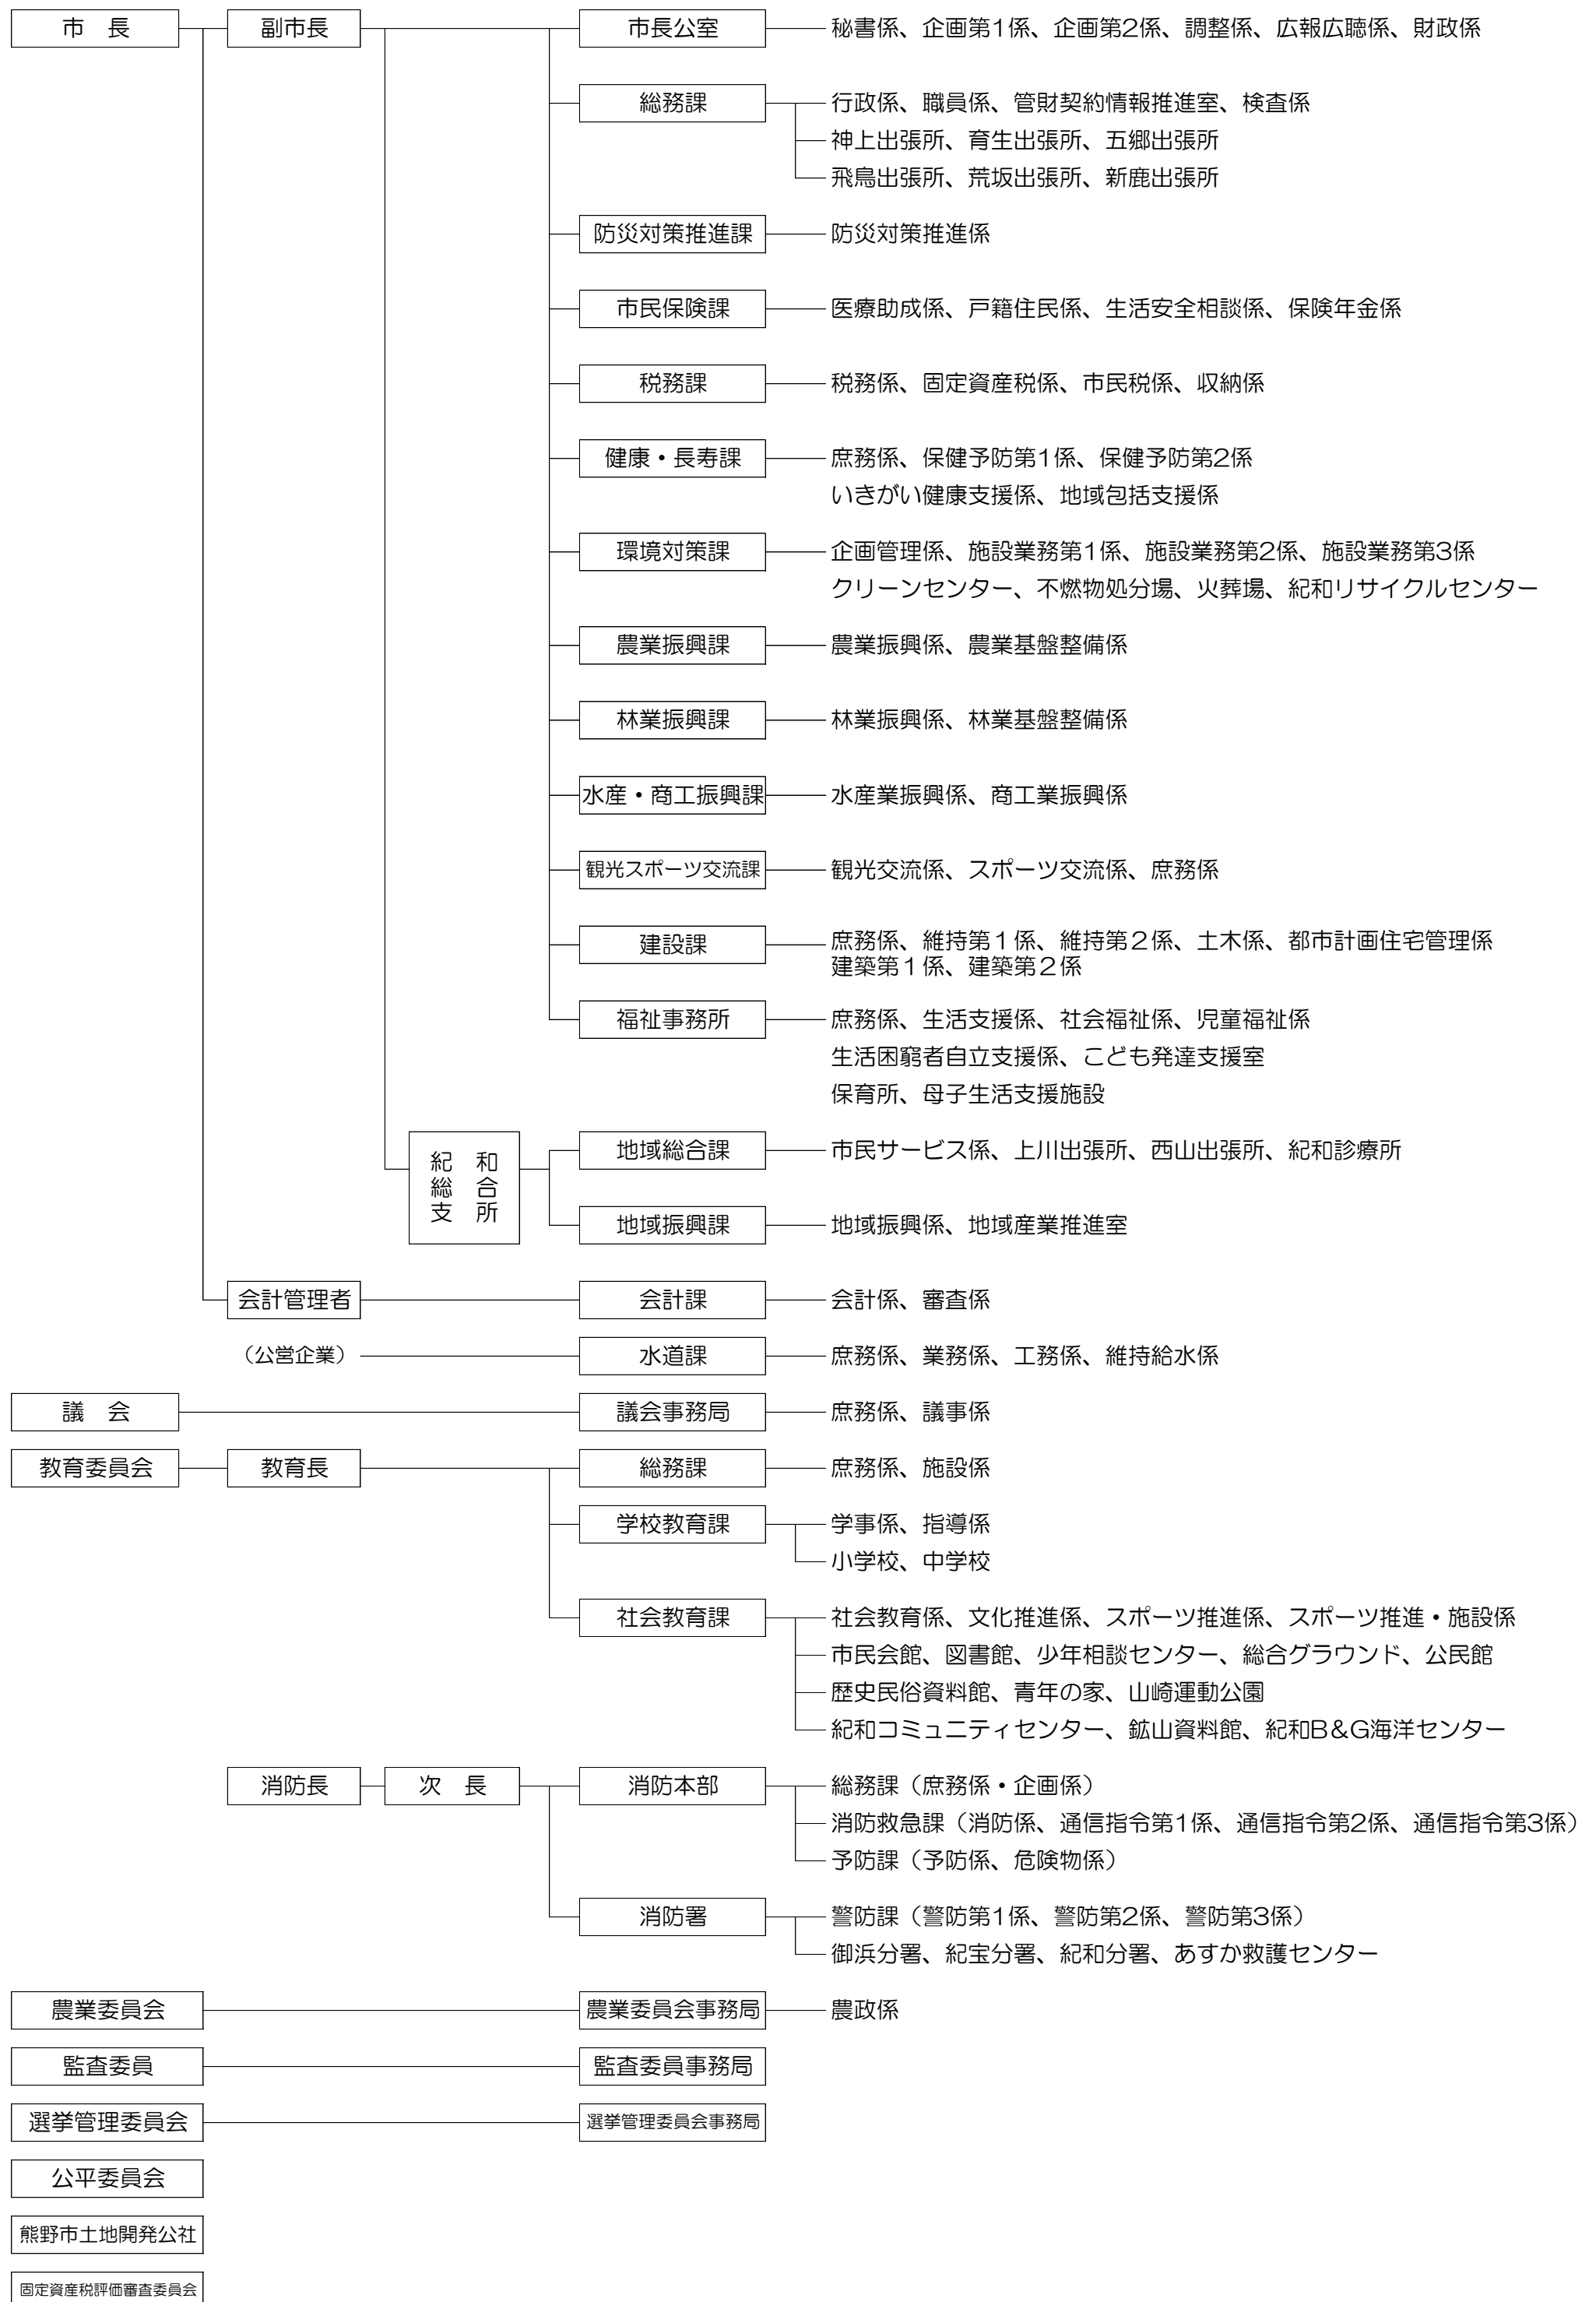 市　長　副市長　市長公室　秘書係、企画第1係、企画第2係、調整係、広報広聴係、財政係
総務課　行政係、職員係、管財契約情報推進室、検査係
神上出張所、育生出張所、五郷出張所
飛鳥出張所、荒坂出張所、新鹿出張所
防災対策推進課　防災対策推進係
市民保険課　医療助成係、戸籍住民係、生活安全相談係、保険年金係
税務課　税務係、固定資産税係、市民税係、収納係
健康・長寿課　庶務係、保健予防第1係、保健予防第2係
いきがい健康支援係、地域包括支援係
環境対策課　企画管理係、施設業務第1係、施設業務第2係、施設業務第3係
クリーンセンター、不燃物処分場、火葬場、紀和リサイクルセンター
農業振興課　農業振興係、農業基盤整備係
林業振興課　林業振興係、林業基盤整備係
水産・商工振興課　水産業振興係、商工業振興係
観光スポーツ交流課　観光交流係、スポーツ交流係、庶務係
建設課　庶務係、維持第１係、維持第２係、土木係、都市計画住宅管理係
建築第１係、建築第２係
福祉事務所　庶務係、生活支援係、社会福祉係、児童福祉係
生活困窮者自立支援係、こども発達支援室
保育所、母子生活支援施設
紀　和
総　合
支　所
地域総合課　市民サービス係、上川出張所、西山出張所、紀和診療所
地域振興課　地域振興係、地域産業推進室
会計管理者　会計課　会計係、審査係
（公営企業）　水道課　庶務係、業務係、工務係、維持給水係
議　会　議会事務局　庶務係、議事係
教育委員会　教育長　総務課　庶務係、施設係
学校教育課　学事係、指導係
小学校、中学校
社会教育課　社会教育係、文化推進係、スポーツ推進係、スポーツ推進・施設係
市民会館、図書館、少年相談センター、総合グラウンド、公民館
歴史民俗資料館、青年の家、山崎運動公園
紀和コミュニティセンター、鉱山資料館、紀和B&G海洋センター
消防長　次　長　消防本部　総務課（庶務係・企画係）
消防救急課（消防係、通信指令第1係、通信指令第2係、通信指令第3係）
予防課（予防係、危険物係）
消防署　警防課（警防第1係、警防第2係、警防第3係）
御浜分署、紀宝分署、紀和分署、あすか救護センター
農業委員会　農業委員会事務局　農政係
監査委員　監査委員事務局
選挙管理委員会　選挙管理委員会事務局
公平委員会
熊野市土地開発公社
固定資産税評価審査委員会